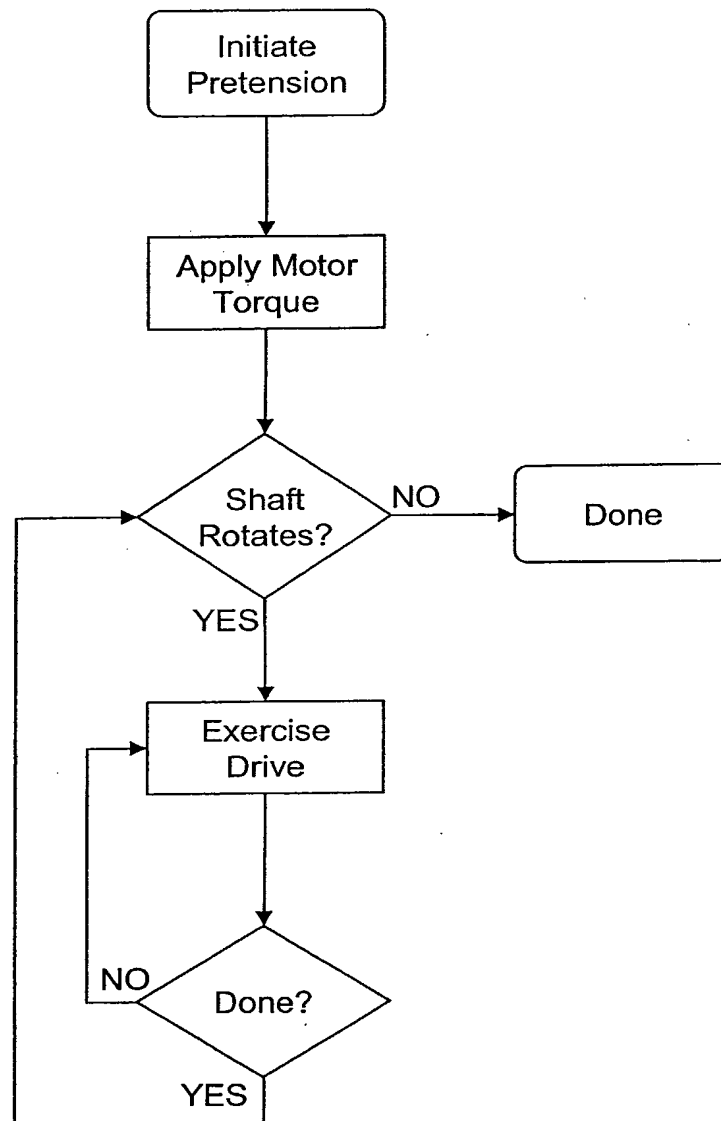 Initiate
Pretension
Apply Motor
Torque
Shaft
Rotates?
NO
Done
YES
Exercise
Drive
NO
Done?
YES